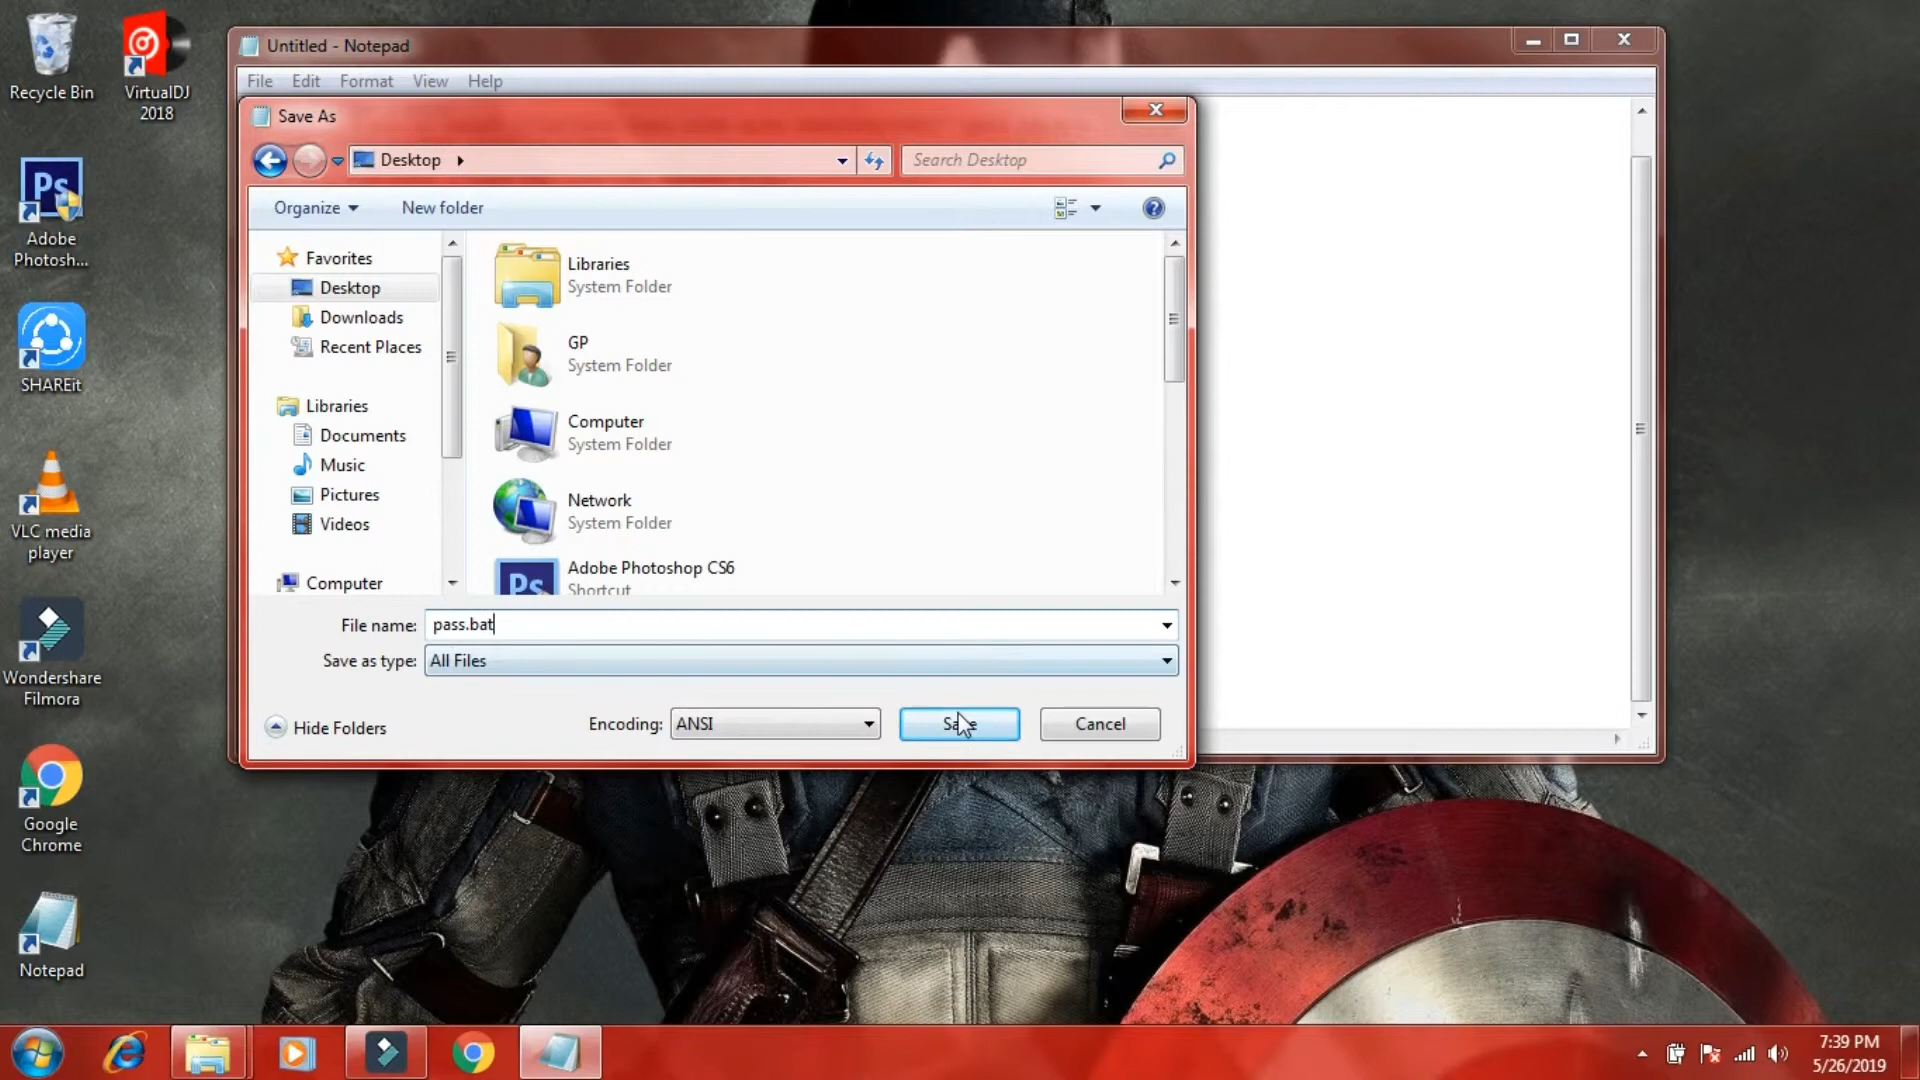 Recycle Bin
VirtualDJ
2018
Adobe
Photosh...
SHAREit
VLC media
player
Wondershare
Filmora
Google
Chrome
Notepad
Untitled - Notepad
File Edit Format View Help
Save As
Desktop
Search Desktop
Organize New folder
Favorites
Desktop
Downloads
Recent Places
Libraries
Documents
Music
Pictures
Videos
Computer
Libraries
System Folder
GP
System Folder
Computer
System Folder
Network
System Folder
Ps
Adobe Photoshop CS6
Shortcut
File name: pass.bat
Save as type: All Files
Hide Folders
Encoding: ANSI
Save
Cancel
Ps
7:39 PM
5/26/2019